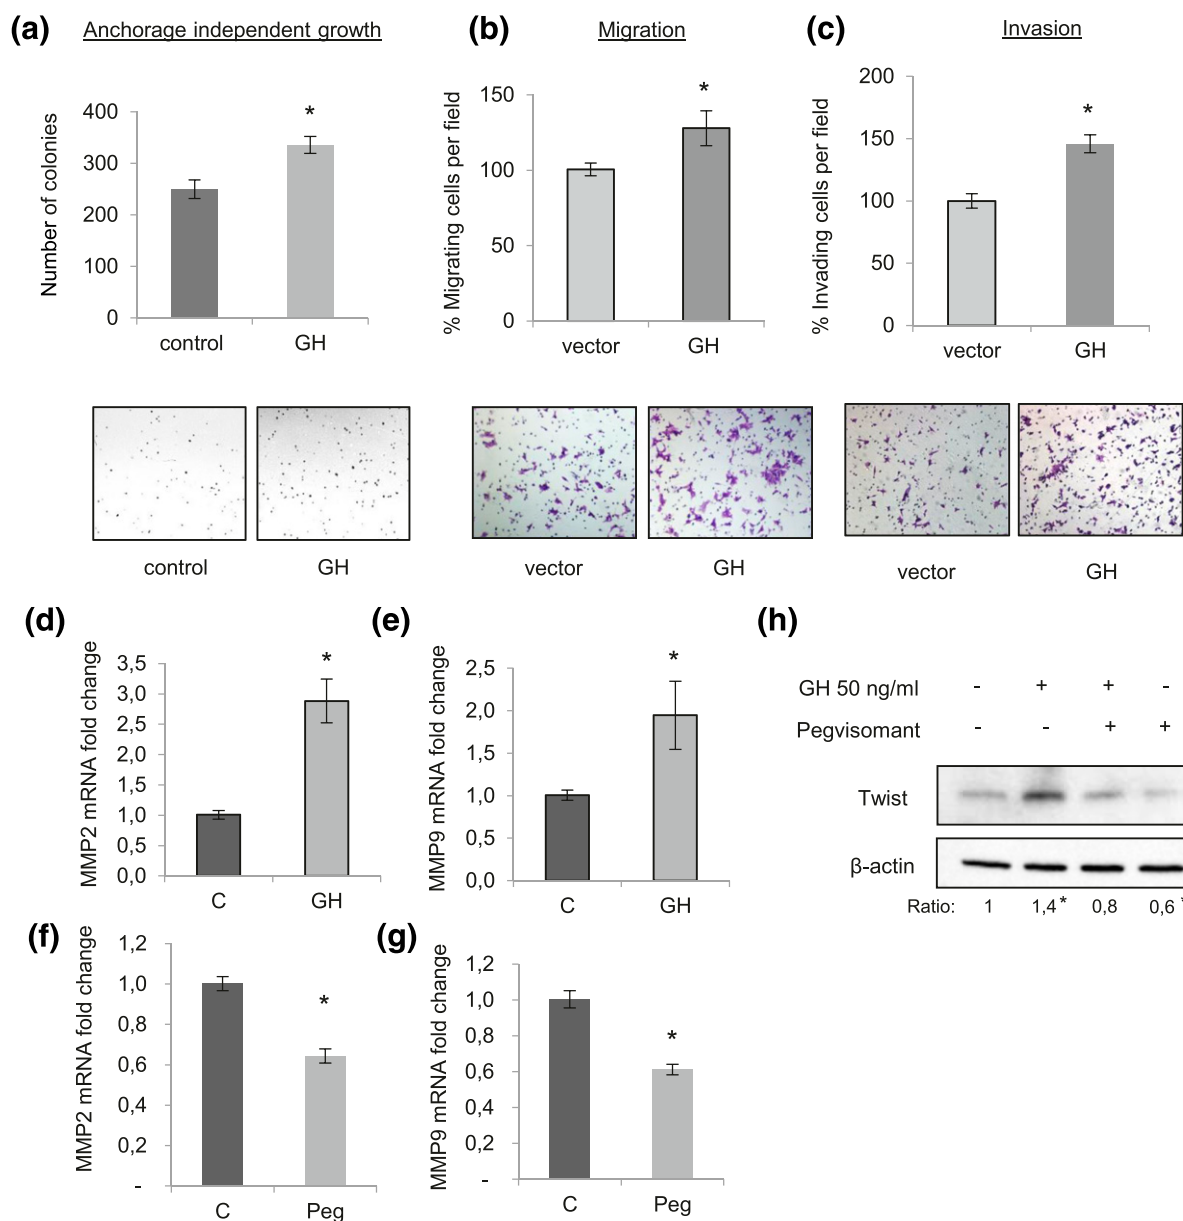 (a) Anchorage independent growth
Number of colonies
400
300
200
100
0
*
control GH
control GH
(b) Migration
% Migrating cells per field
150
100
50
0
*
vector GH
vector GH
(c) Invasion
% Invading cells per field
200
150
100
50
0
*
vector GH
vector GH
(d)
MMP2 mRNA fold change
3,5
3,0
2,5
2,0
1,5
1,0
0,5
0,0
*
C GH
(e)
MMP9 mRNA fold change
2,5
2,0
1,5
1,0
0,5
0,0
*
C GH
(h)
GH 50 ng/ml - + + -
Pegvisomant - - + +
Twist
β-actin
Ratio: 1 1,4* 0,8 0,6*
(f)
MMP2 mRNA fold change
1,2
1,0
0,8
0,6
0,4
0,2
-
*
C Peg
(g)
MMP9 mRNA fold change
1,2
1,0
0,8
0,6
0,4
0,2
-
*
C Peg